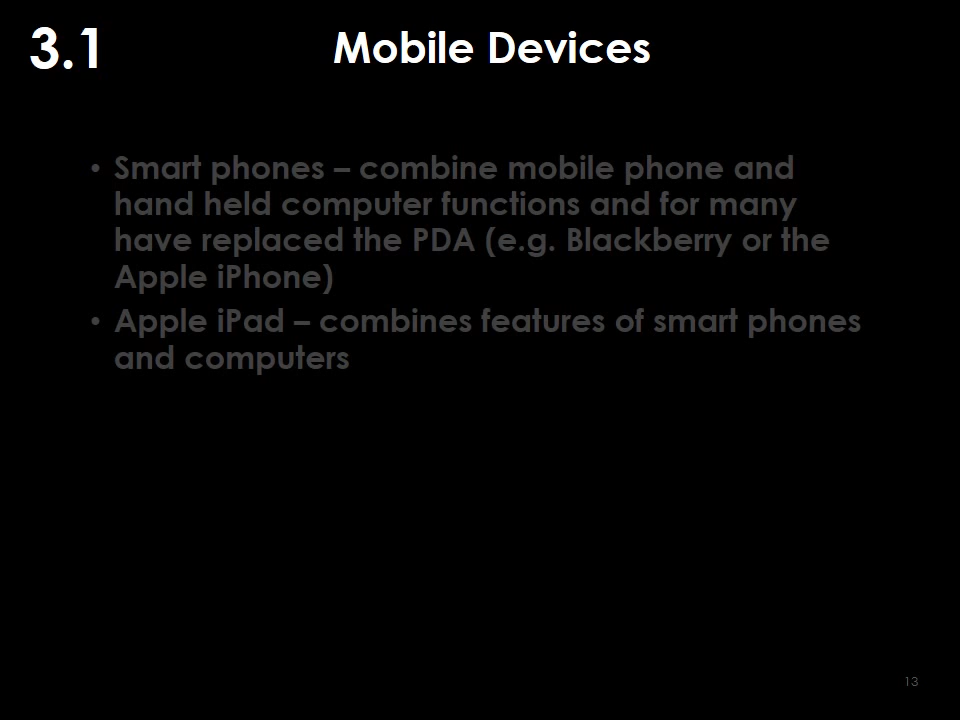 3.1
Mobile Devices
• Smart phones – combine mobile phone and
hand held computer functions and for many
have replaced the PDA (e.g. Blackberry or the
Apple iPhone)
• Apple iPad – combines features of smart phones
and computers
13